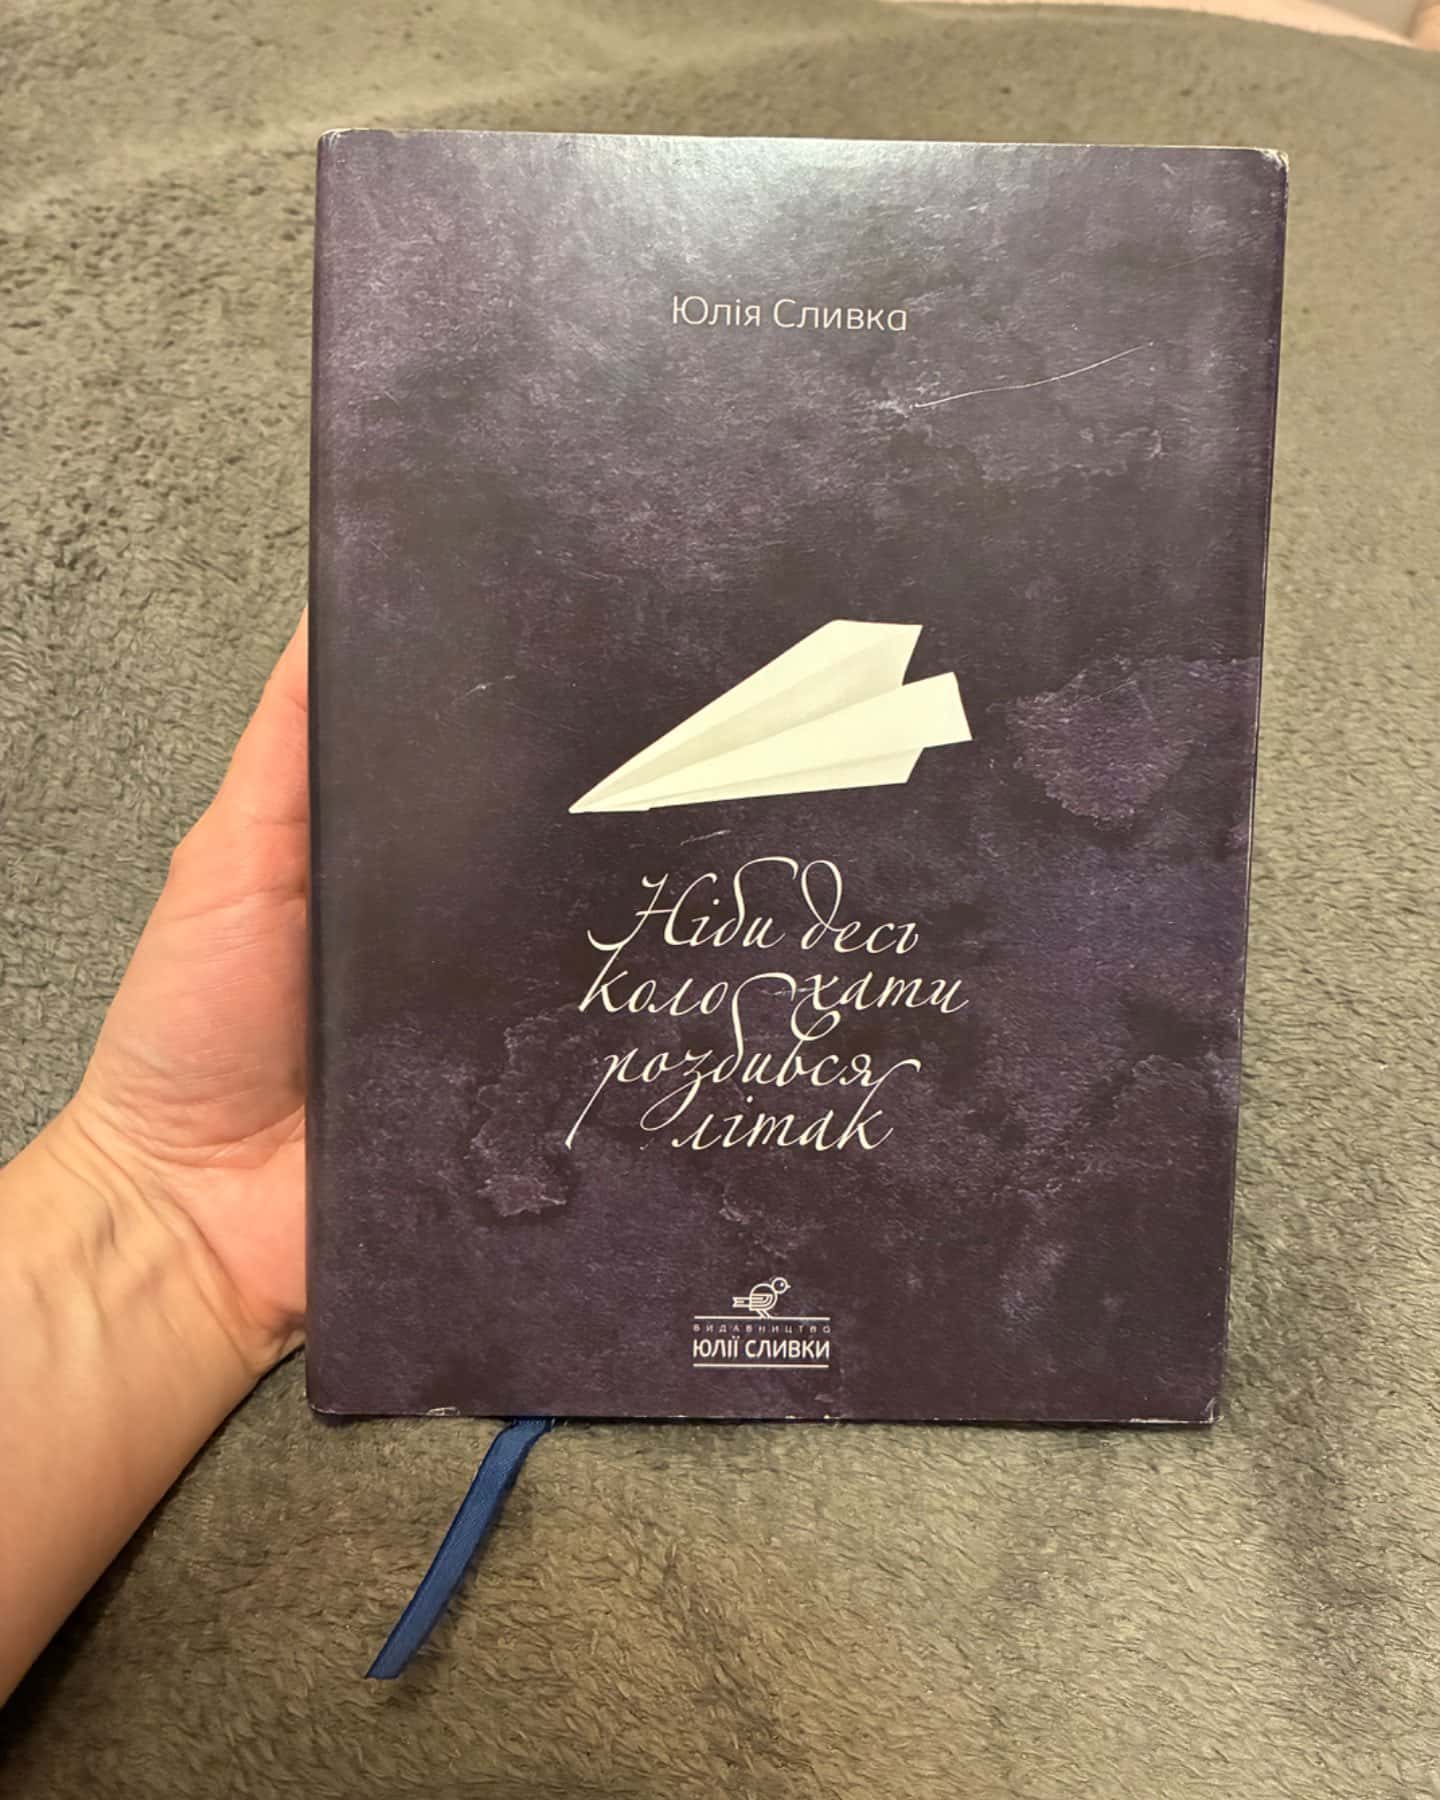 Юлія Сливка
Ніби десь
коло хати
розбився
літак
ВИДАВНИЦТВО
ЮЛІЇ СЛИВКИ